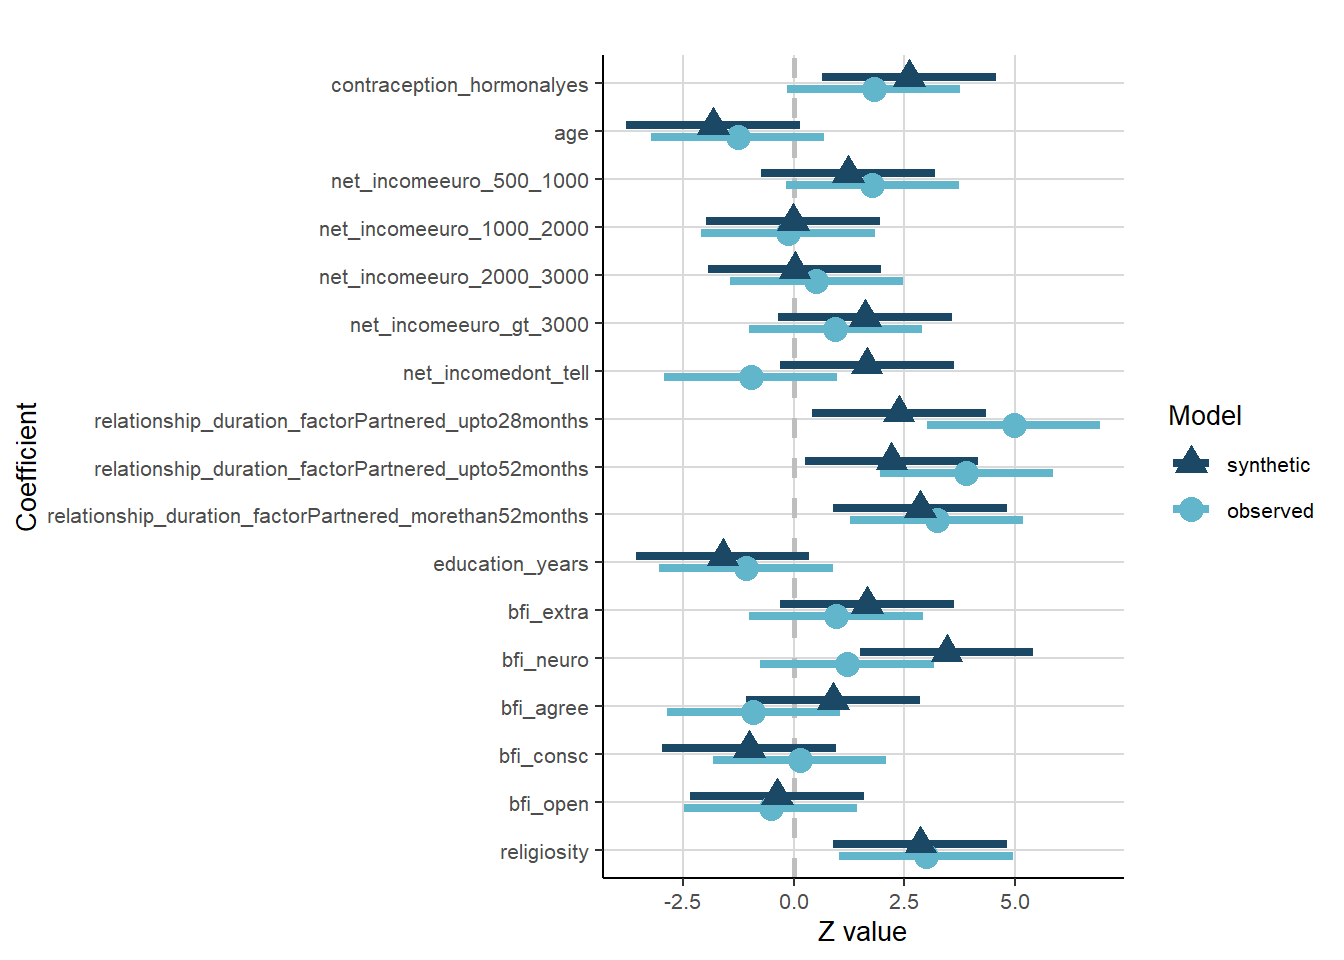 contraception_hormonalyes
age
net_incomeeuro_500_1000
net_incomeeuro_1000_2000
net_incomeeuro_2000_3000
net_incomeeuro_gt_3000
net_incomedont_tell
relationship_duration_factorPartnered_upto28months
relationship_duration_factorPartnered_upto52months
relationship_duration_factorPartnered_morethan52months
education_years
bfi_extra
bfi_neuro
bfi_agree
bfi_consc
bfi_open
religiosity
Coefficient
-2.5 0.0 2.5 5.0
Z value
Model
synthetic
observed